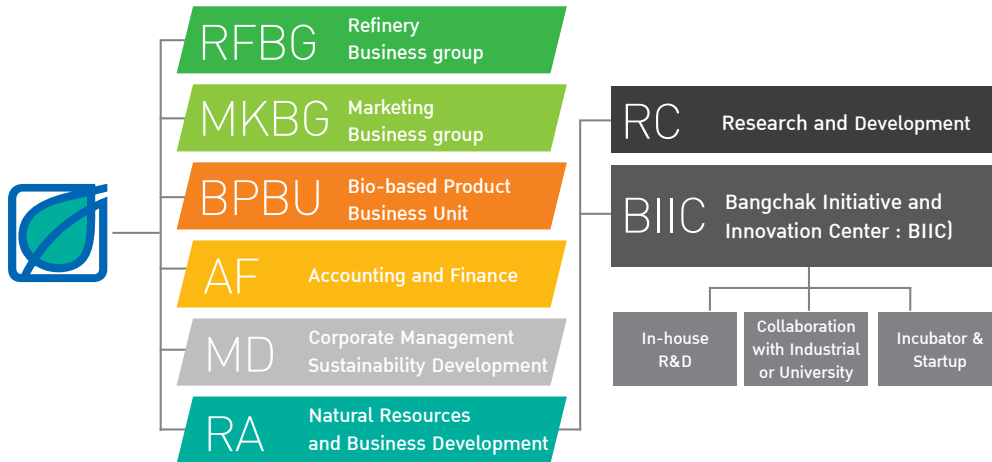 RFBG
Refinery
Business group
MKBG
Marketing
Business group
BPBU
Bio-based Product
Business Unit
AF
Accounting and Finance
MD
Corporate Management
Sustainability Development
RA
Natural Resources
and Business Development
RC
Research and Development
BIIC
Bangchak Initiative and
Innovation Center : BIIC)
In-house
R&D
Collaboration
with Industrial
or University
Incubator &
Startup